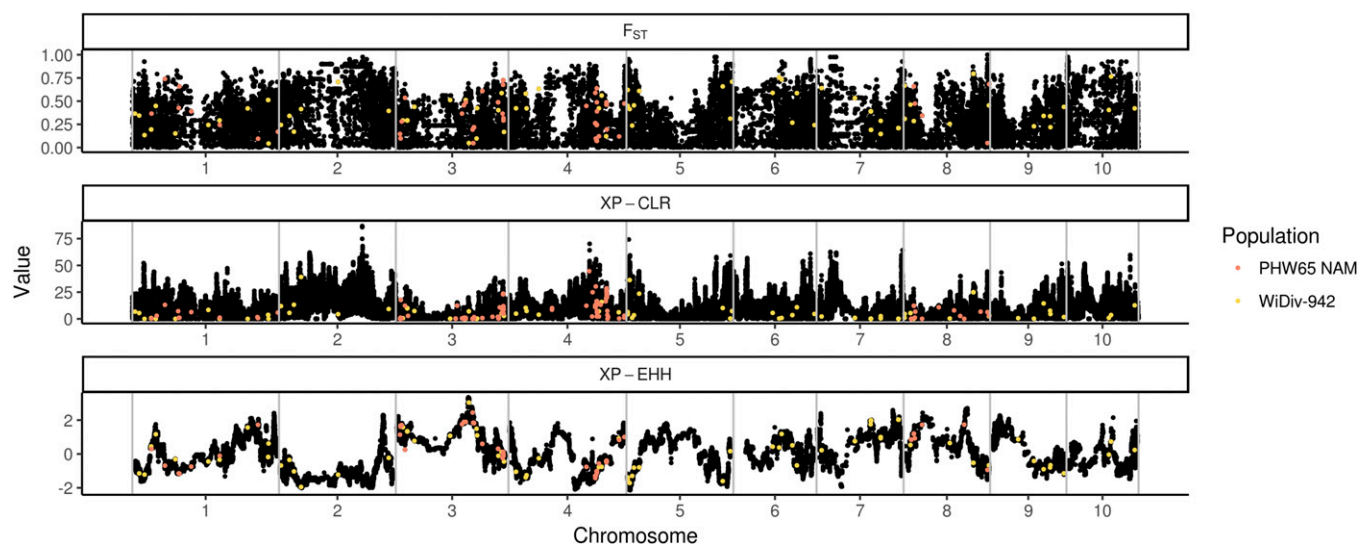 F_ST
1.00
0.75
0.50
0.25
0.00
1 2 3 4 5 6 7 8 9 10
XP − CLR
75
50
25
0
1 2 3 4 5 6 7 8 9 10
XP − EHH
2
0
-2
1 2 3 4 5 6 7 8 9 10
Value
Chromosome
Population
PHW65 NAM
WiDiv-942